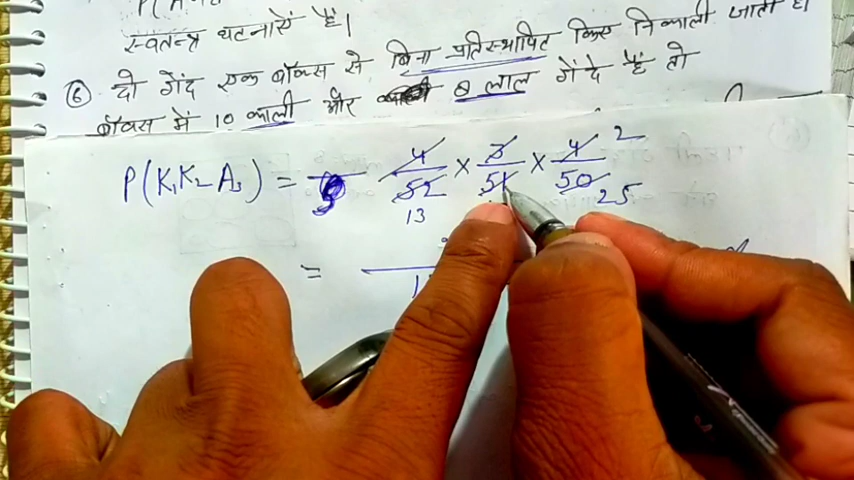 स्वतन्त्र घटनाऐं हैं।
⑥ दो गेंद एक बॉक्स से बिना प्रतिस्थापित किए निकाली जाती है
बॉक्स में 10 काली और 8 लाल गेंदे हैं तो
P(K₁K₂A₃) = 4/52 × 3/51 × 4/50 2
13 25
=